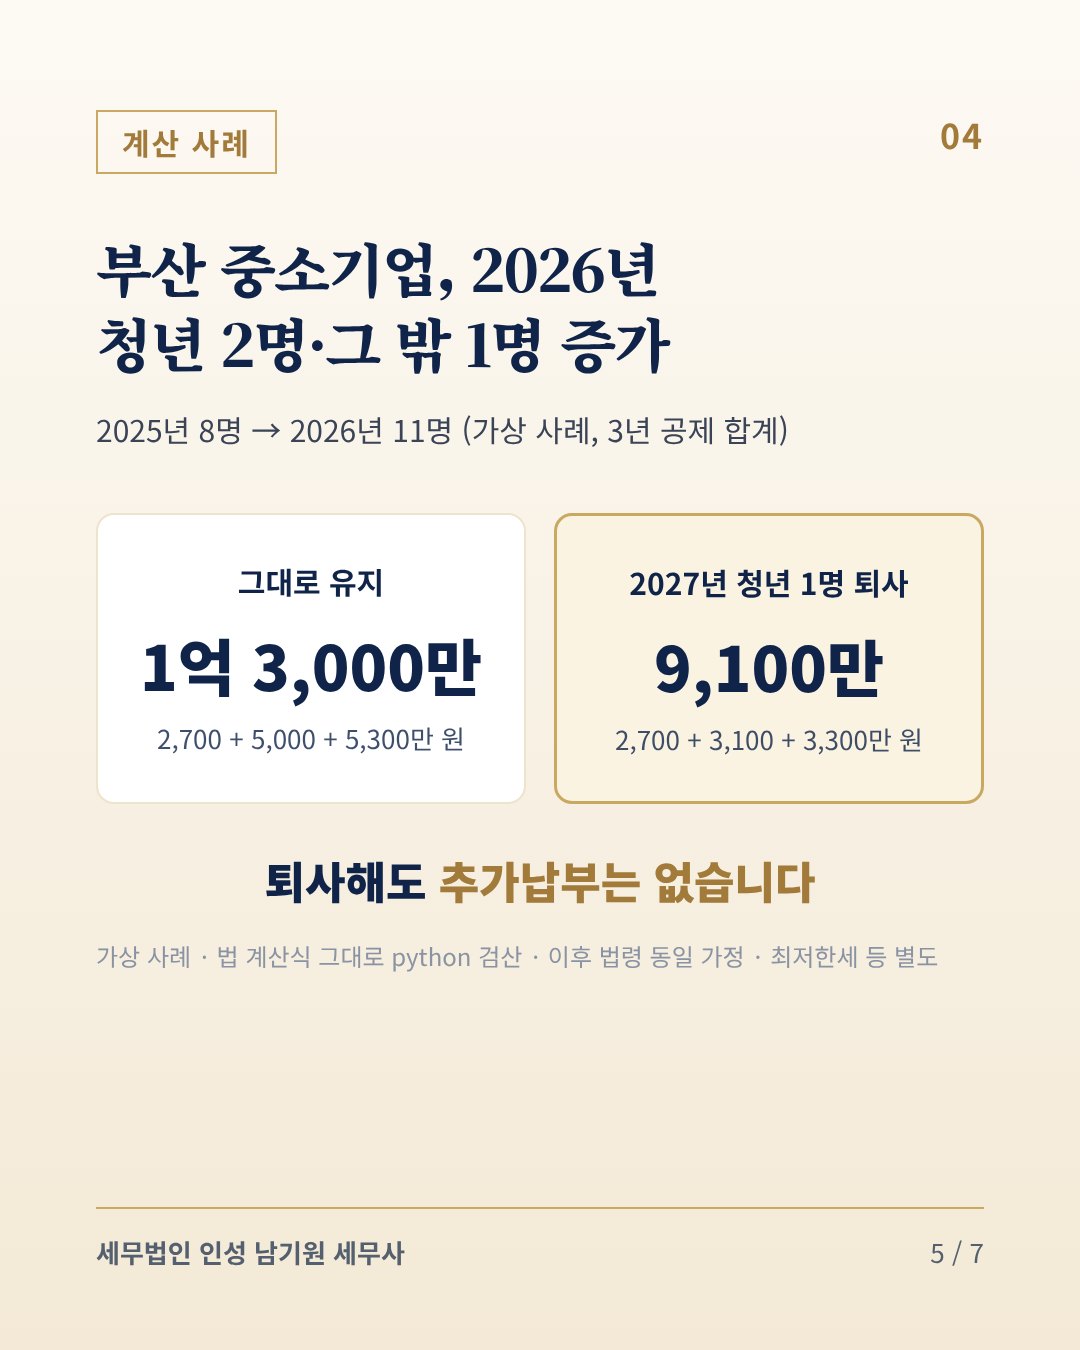 계산 사례
04
부산 중소기업, 2026년
청년 2명·그 밖 1명 증가
2025년 8명 → 2026년 11명 (가상 사례, 3년 공제 합계)
그대로 유지
1억 3,000만
2,700 + 5,000 + 5,300만 원
2027년 청년 1명 퇴사
9,100만
2,700 + 3,100 + 3,300만 원
퇴사해도 추가납부는 없습니다
가상 사례 · 법 계산식 그대로 python 검산 · 이후 법령 동일 가정 · 최저한세 등 별도
세무법인 인성 남기원 세무사
5 / 7